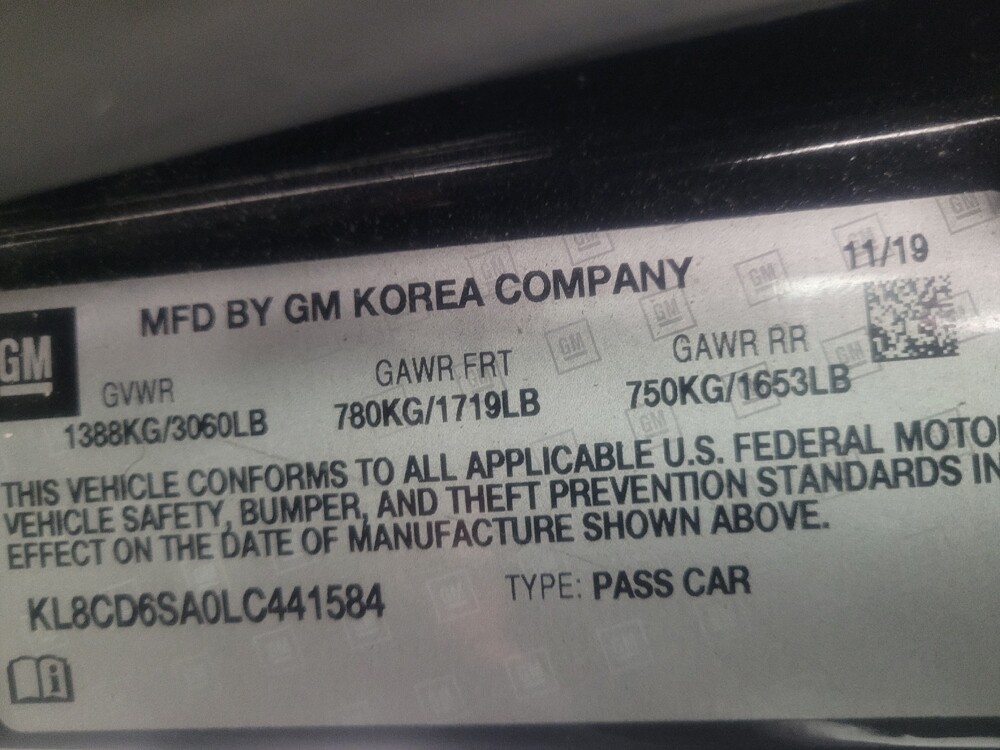 11/19
MFD BY GM KOREA COMPANY
GM
GVWR GAWR FRT GAWR RR
1388KG/3060LB 780KG/1719LB 750KG/1653LB
THIS VEHICLE CONFORMS TO ALL APPLICABLE U.S. FEDERAL MOTO
VEHICLE SAFETY, BUMPER, AND THEFT PREVENTION STANDARDS IN
EFFECT ON THE DATE OF MANUFACTURE SHOWN ABOVE.
KL8CD6SA0LC441584 TYPE: PASS CAR